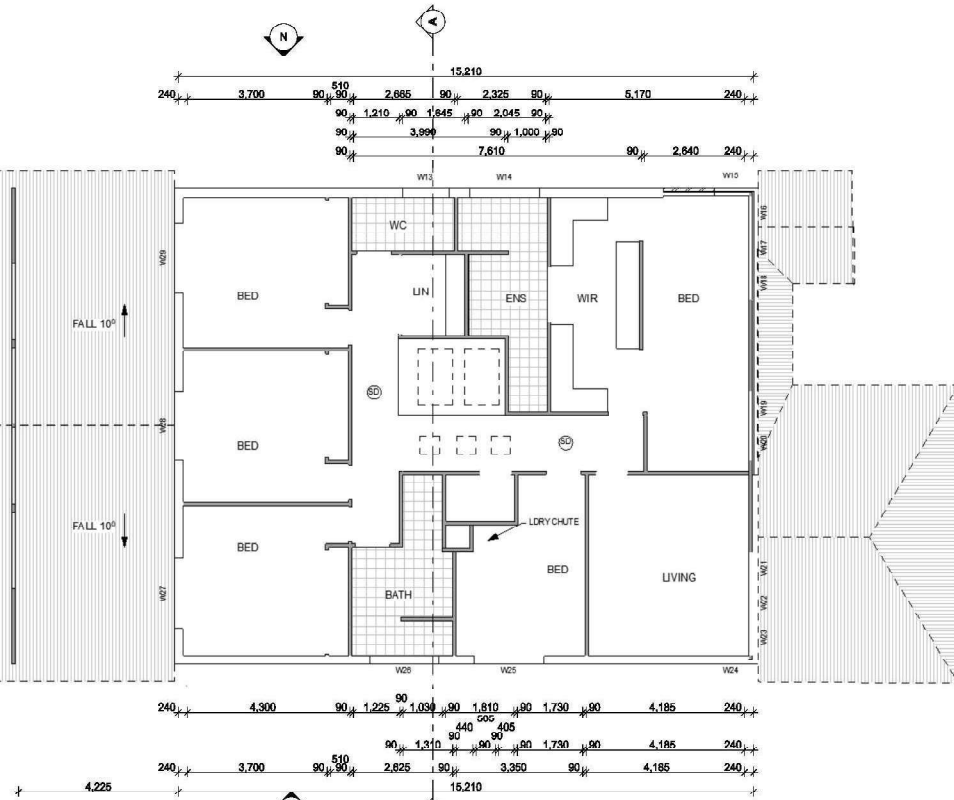 N A
15,210
510
240 3,700 90 90 2,665 90 2,325 90 5,170 240
90 1,210 90 1,645 90 2,045 90
90 3,990 90 1,000 90
90 7,610 90 2,640 240
W13 W14 W15
W16
W17
W18
W19
W20
W21
W22
W23
W29
W28
W27
WC
BED LIN ENS WIR BED
FALL 10⁰
SD
BED SD
FALL 10⁰
LDRY CHUTE
BED BED LIVING
BATH
W26 W25 W24
90
240 4,300 90 1,225 1,030 90 1,810 90 1,730 90 4,185 240
440 405
90 90
90 1,310 90 90 1,730 90 4,185 240
510
240 3,700 90 90 2,625 90 3,350 90 4,185 240
4,225 15,210